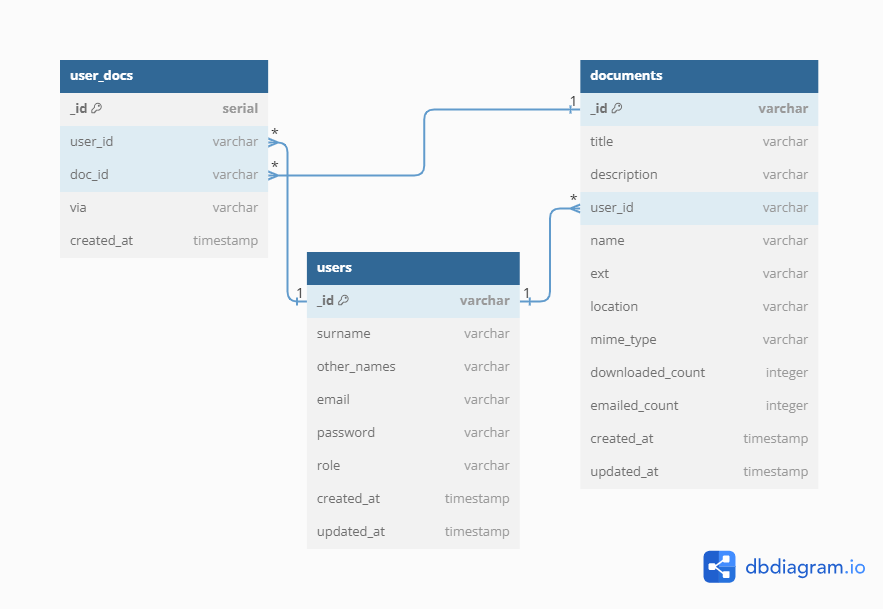 user_docs
_id serial
user_id varchar
doc_id varchar
via varchar
created_at timestamp
*
*
users
_id varchar
surname varchar
other_names varchar
email varchar
password varchar
role varchar
created_at timestamp
updated_at timestamp
1
1
documents
_id varchar
title varchar
description varchar
user_id varchar
name varchar
ext varchar
location varchar
mime_type varchar
downloaded_count integer
emailed_count integer
created_at timestamp
updated_at timestamp
1
*
dbdiagram.io